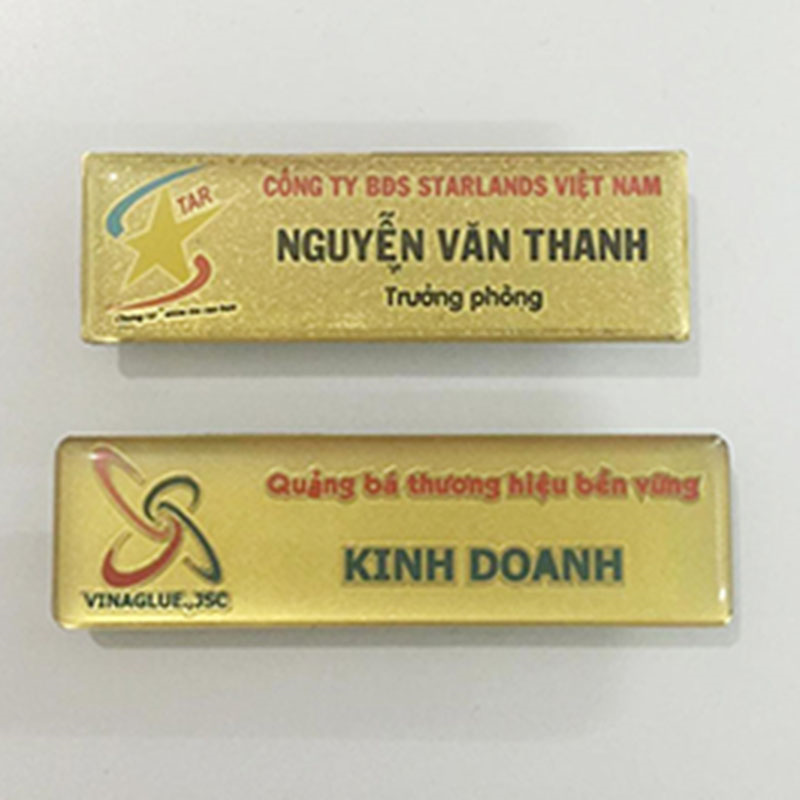 TAR
CÔNG TY BĐS STARLANDS VIỆT NAM
NGUYỄN VĂN THANH
Trưởng phòng
Quảng bá thương hiệu bền vững
KINH DOANH
VINAGLUE.,JSC